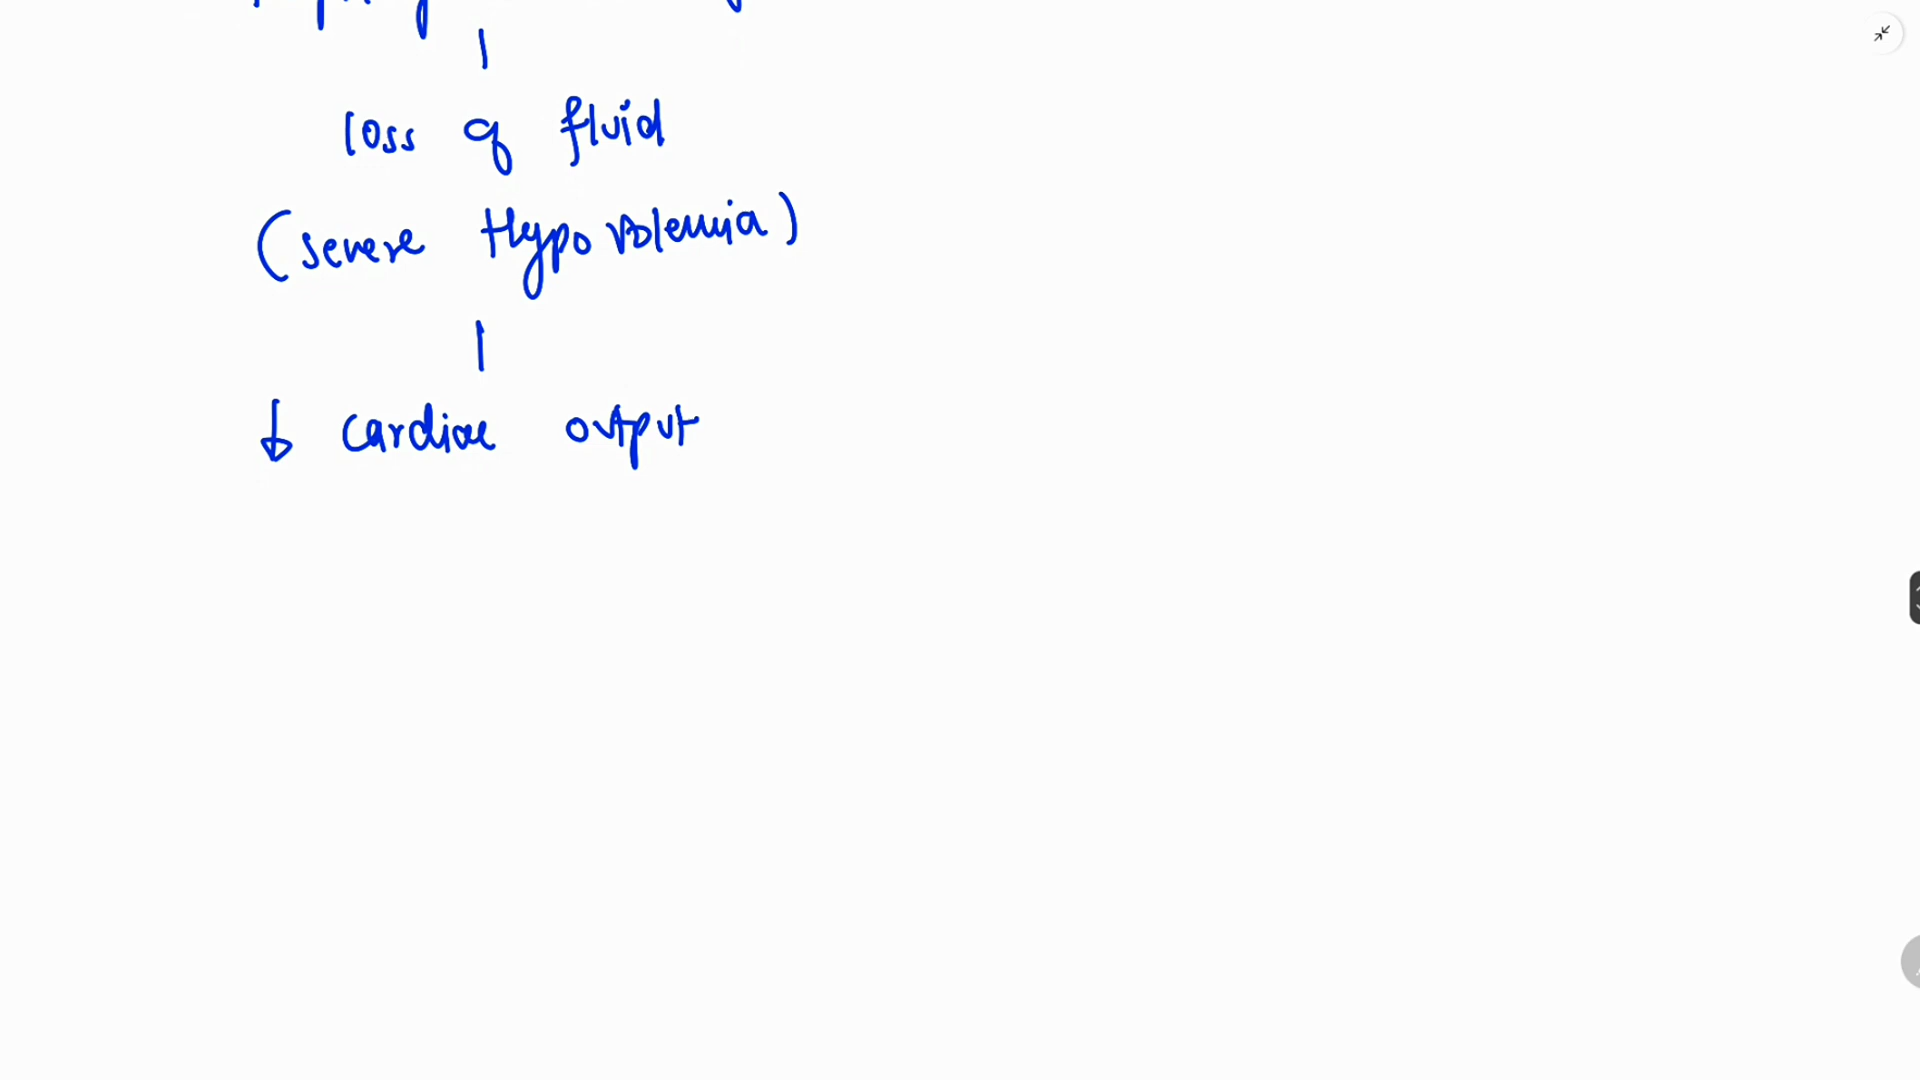 loss of fluid
(severe Hypovolemia)
↓ cardiac output